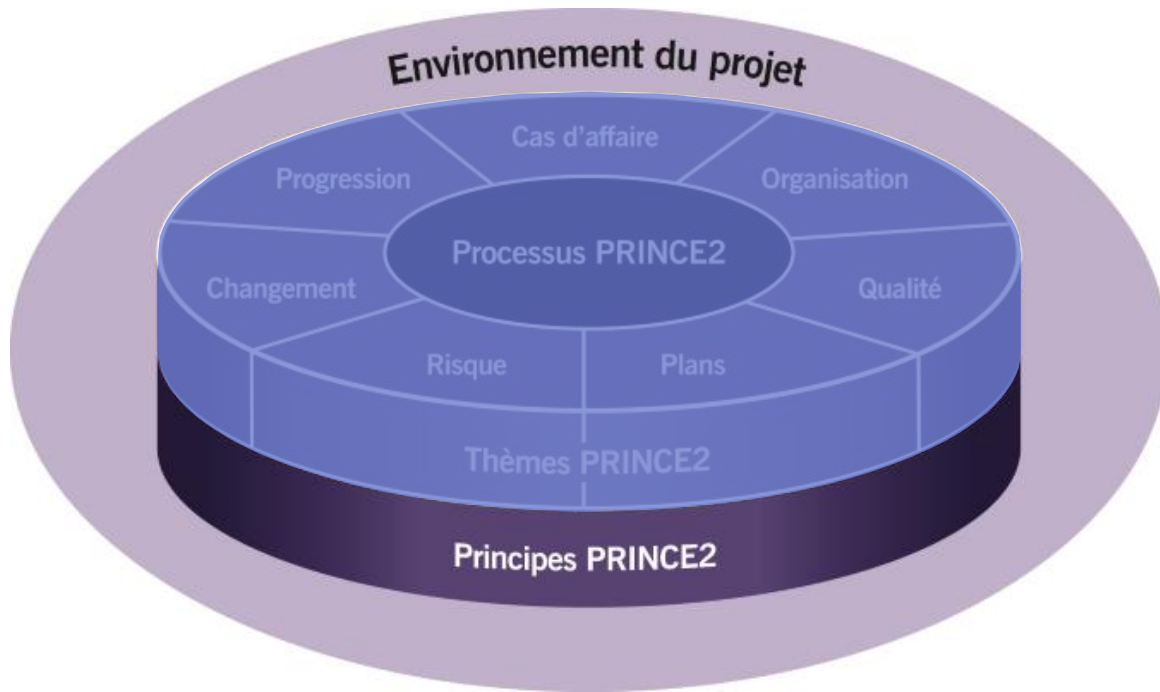 Environnement du projet
Cas d'affaire
Progression
Organisation
Processus PRINCE2
Changement
Qualité
Risque
Plans
Thèmes PRINCE2
Principes PRINCE2